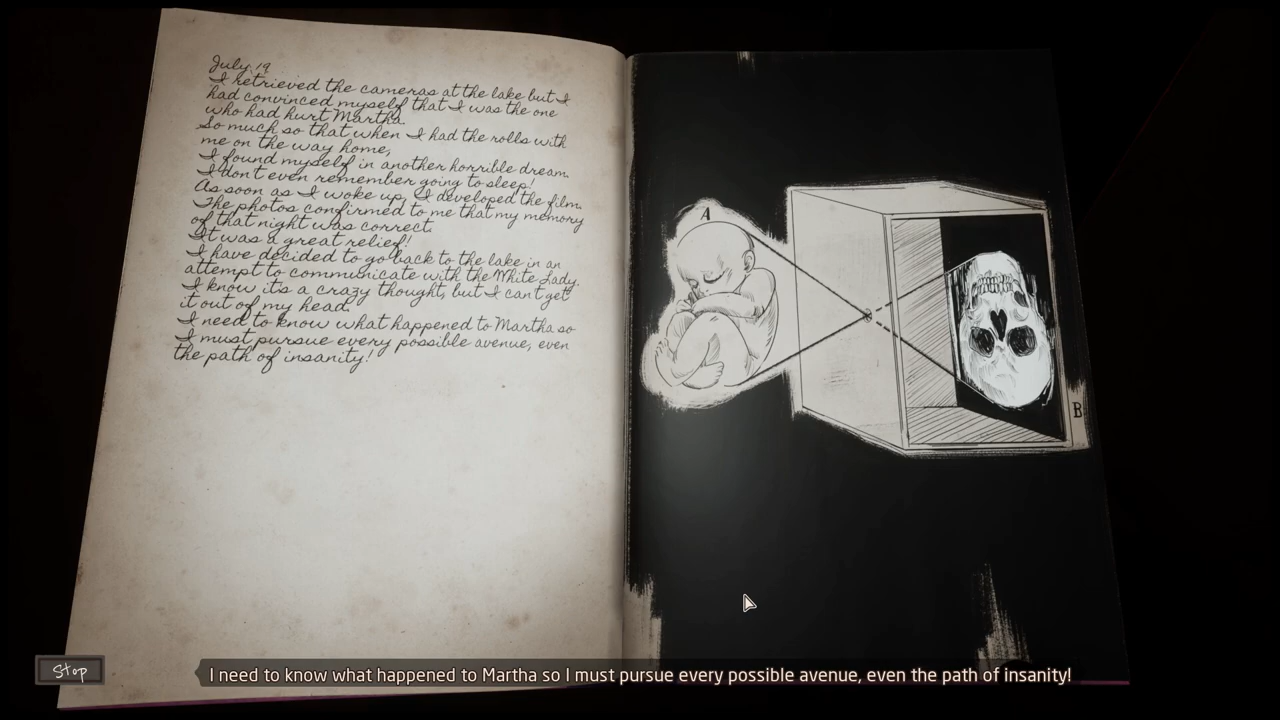 July 19
I retrieved the cameras at the lake but I
had convinced myself that I was the one
who had hurt Martha.
So much so that when I had the rolls with
me on the way home,
I found myself in another horrible dream.
I don't even remember going to sleep!
As soon as I woke up, I developed the film.
The photos confirmed to me that my memory
of that night was correct.
It was a great relief!
I have decided to go back to the lake in an
attempt to communicate with the White Lady.
I know it's a crazy thought, but I can't get
it out of my head.
I need to know what happened to Martha so
I must pursue every possible avenue, even
the path of insanity!
A
B
Stop
I need to know what happened to Martha so I must pursue every possible avenue, even the path of insanity!